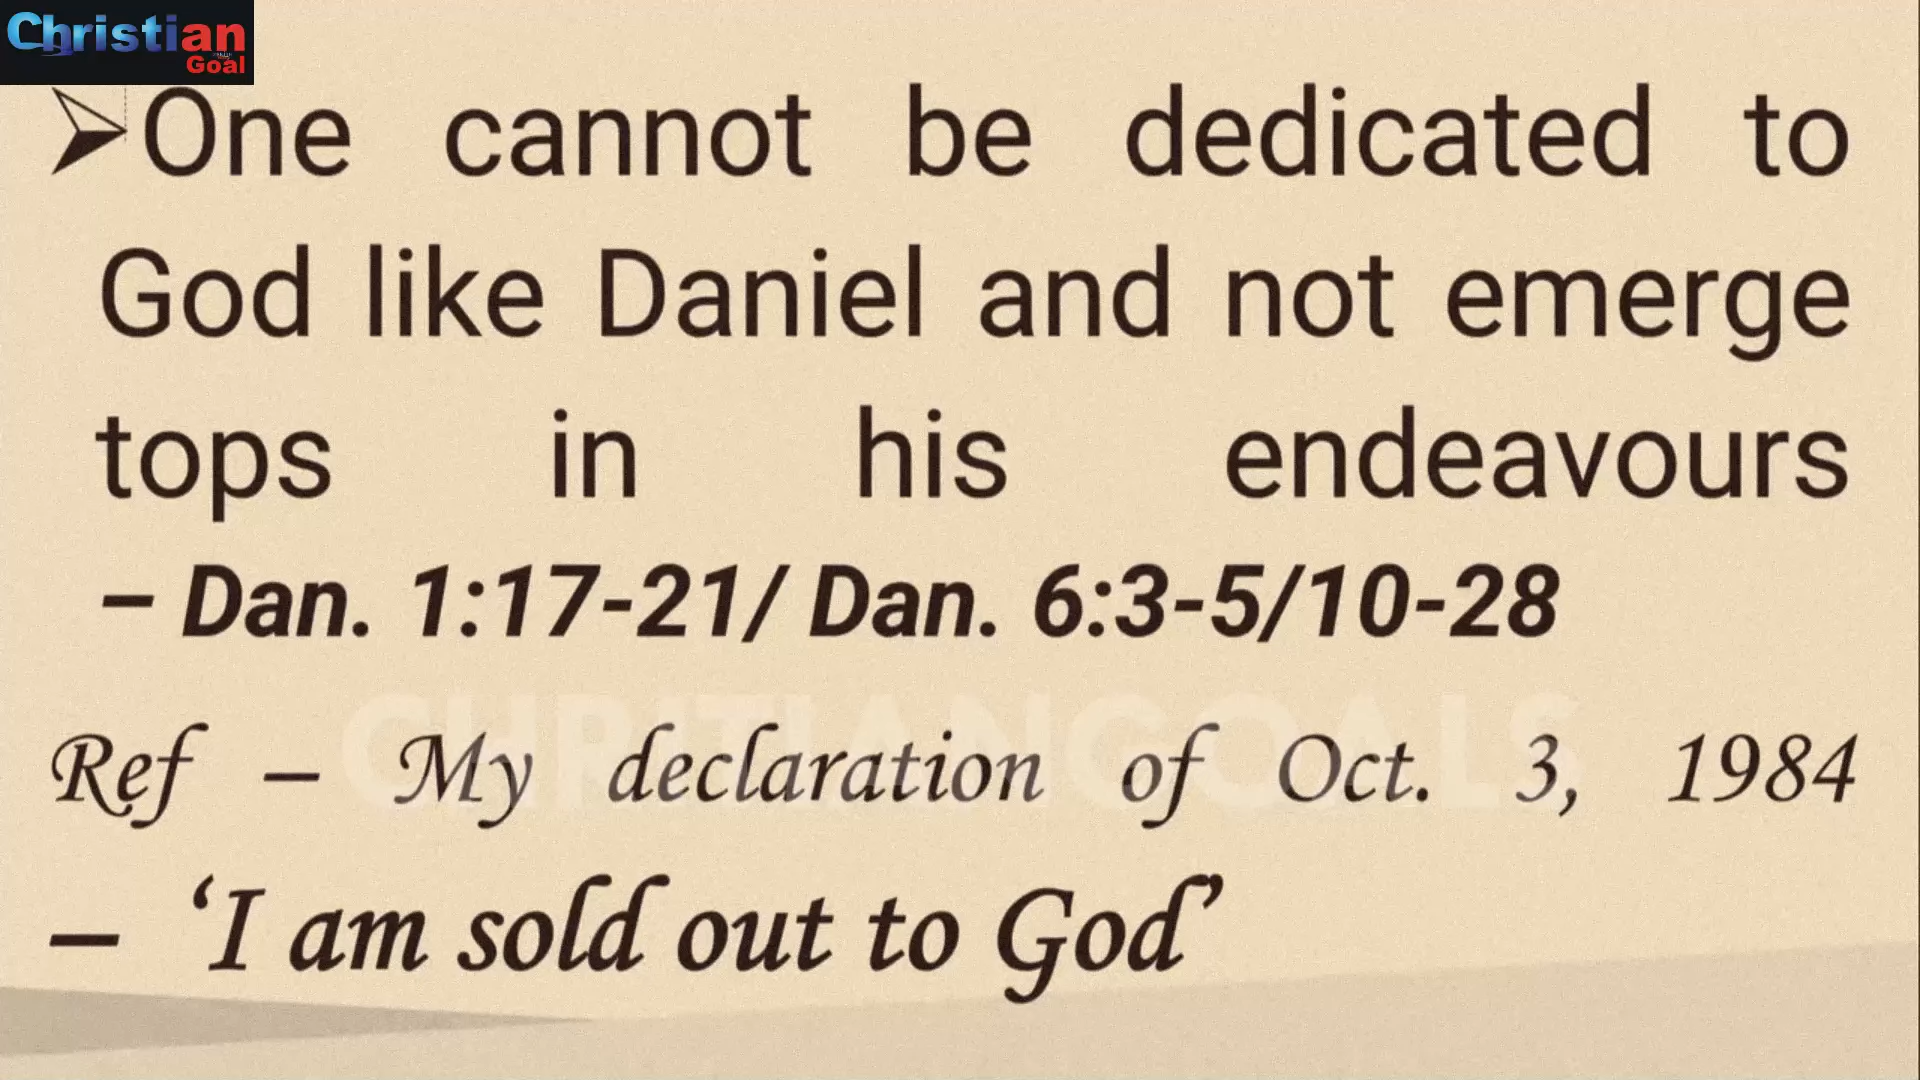 Christian
Goal
➢One cannot be dedicated to
God like Daniel and not emerge
tops in his endeavours
– Dan. 1:17-21/ Dan. 6:3-5/10-28
CHRITIANGOALS
Ref – My declaration of Oct. 3, 1984
– ‘I am sold out to God’